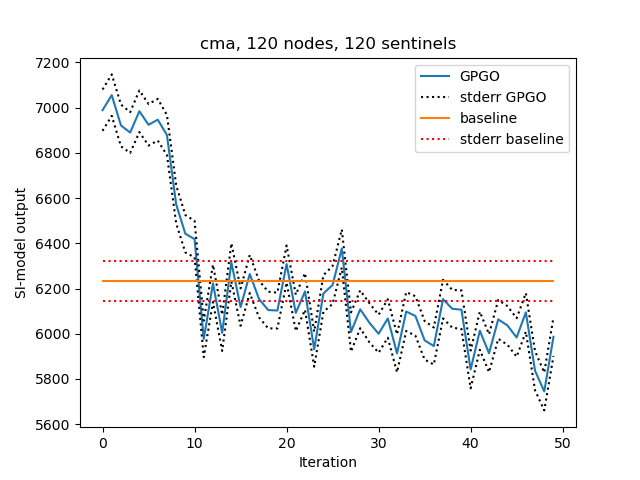 cma, 120 nodes, 120 sentinels
7200
7000
6800
6600
6400
6200
6000
5800
5600
SI-model output
GPGO
stderr GPGO
baseline
stderr baseline
0 10 20 30 40 50
Iteration